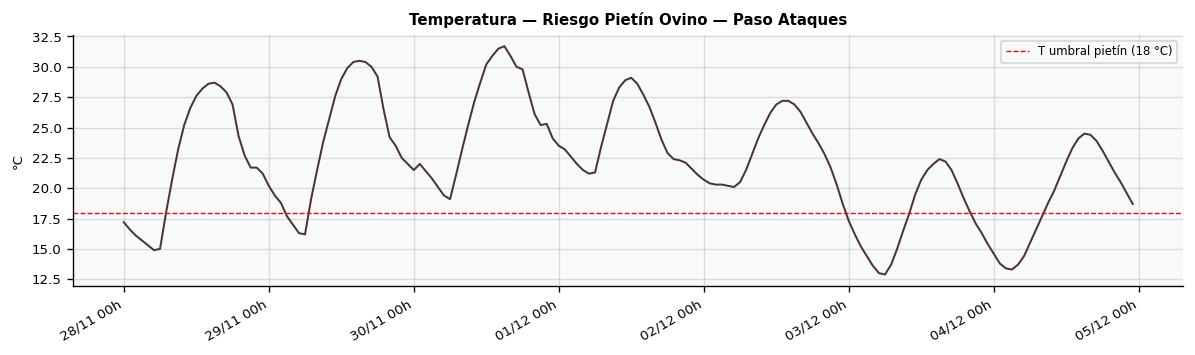 Temperatura — Riesgo Pietín Ovino — Paso Ataques
T umbral pietín (18 °C)
°C
32.5
30.0
27.5
25.0
22.5
20.0
17.5
15.0
12.5
28/11 00h
29/11 00h
30/11 00h
01/12 00h
02/12 00h
03/12 00h
04/12 00h
05/12 00h